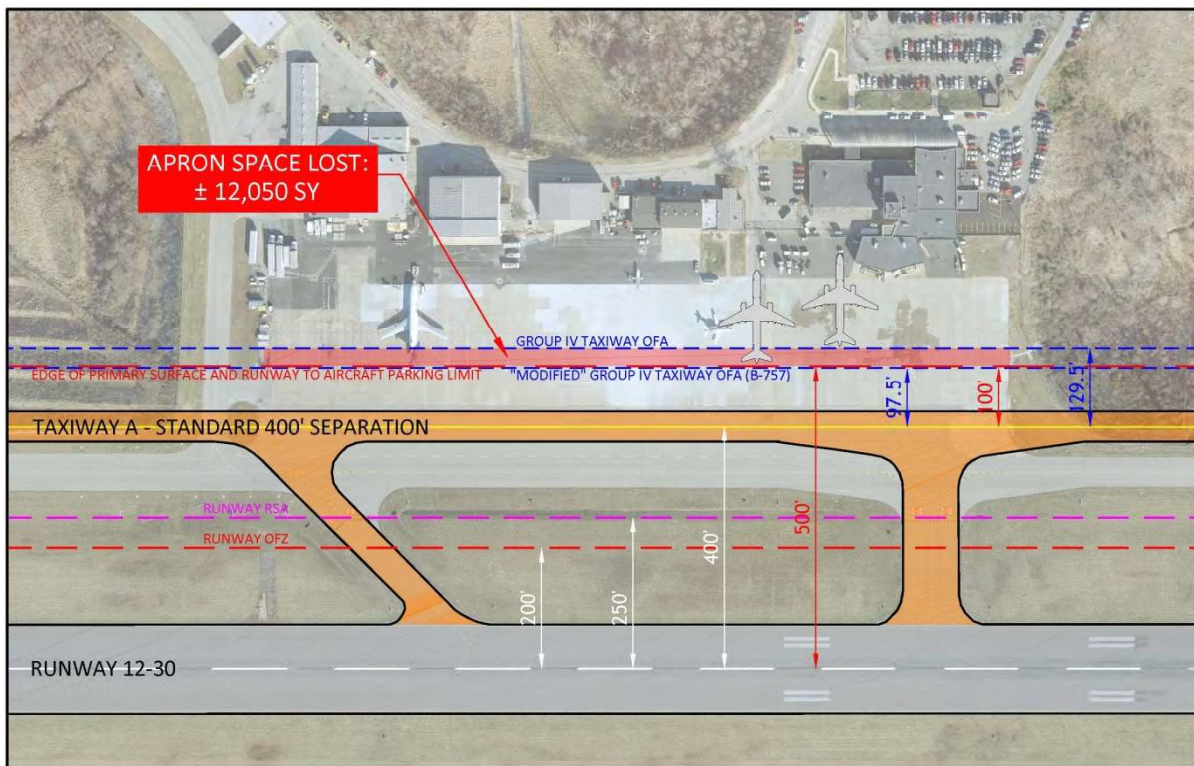 APRON SPACE LOST:
± 12,050 SY
GROUP IV TAXIWAY OFA
EDGE OF PRIMARY SURFACE AND RUNWAY TO AIRCRAFT PARKING LIMIT
"MODIFIED" GROUP IV TAXIWAY OFA (B-757)
97.5'
100'
129.5'
TAXIWAY A - STANDARD 400' SEPARATION
RUNWAY RSA
RUNWAY OFZ
200'
250'
400'
500'
RUNWAY 12-30